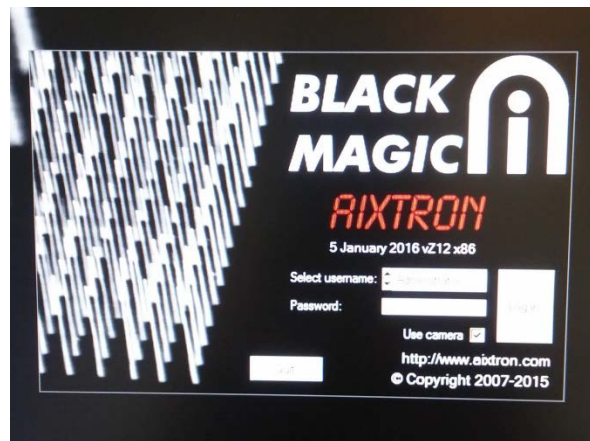 BLACK
MAGIC
AIXTRON
5 January 2016 vZ12 x86
Select username:
Password:
Use camera
http://www.aixtron.com
© Copyright 2007-2015